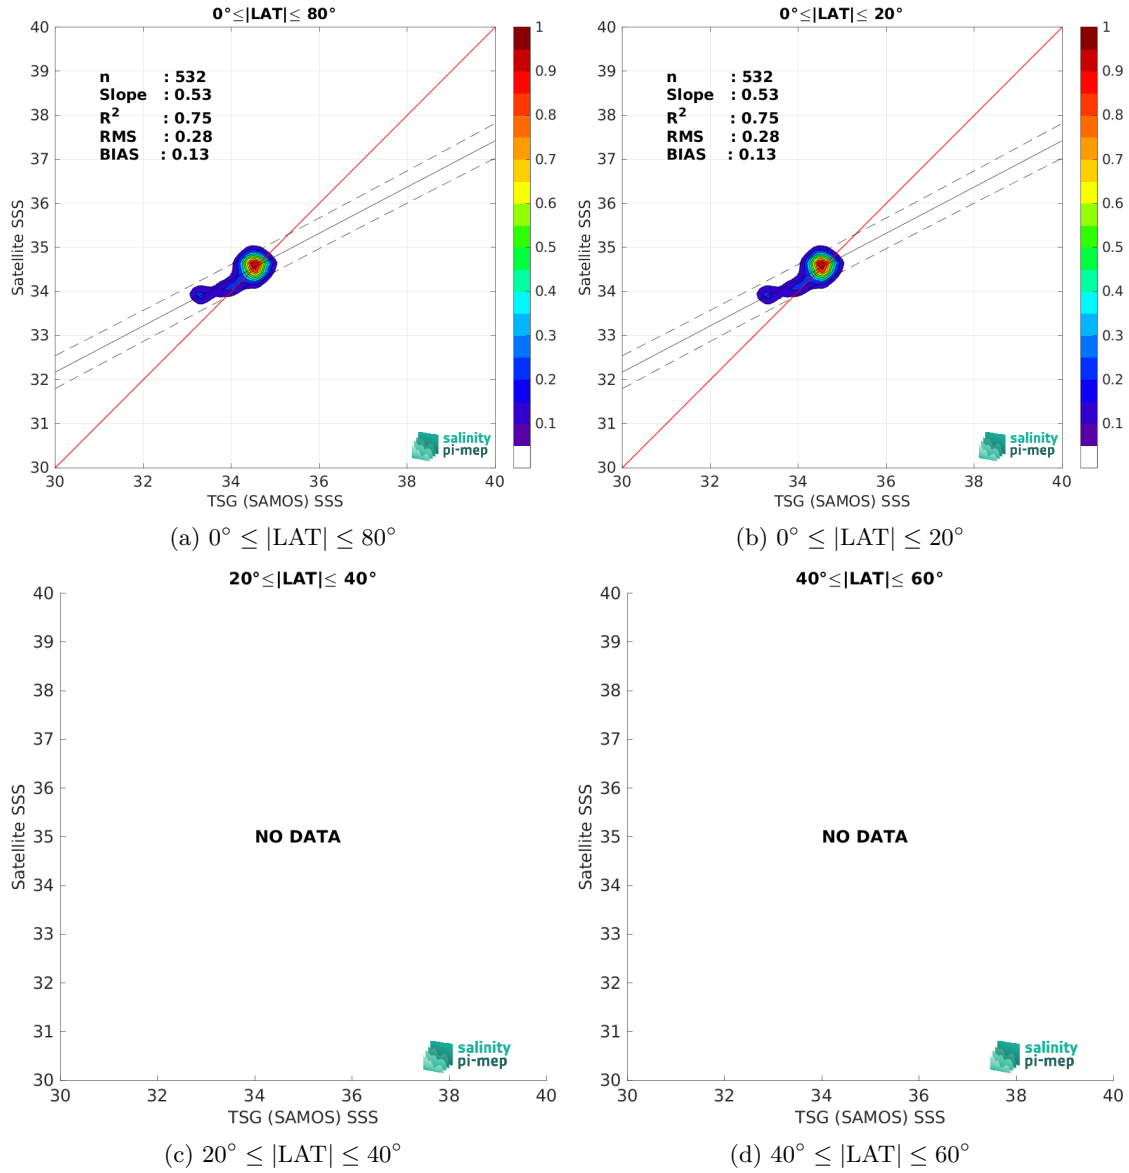 0°≤|LAT|≤ 80°
40
39
38
37
36
35
34
33
32
31
30
Satellite SSS
n : 532
Slope : 0.53
R² : 0.75
RMS : 0.28
BIAS : 0.13
1
0.9
0.8
0.7
0.6
0.5
0.4
0.3
0.2
0.1
salinity
pi-mep
30 32 34 36 38 40
TSG (SAMOS) SSS
(a) 0° ≤ |LAT| ≤ 80°
0°≤|LAT|≤ 20°
40
39
38
37
36
35
34
33
32
31
30
Satellite SSS
n : 532
Slope : 0.53
R² : 0.75
RMS : 0.28
BIAS : 0.13
1
0.9
0.8
0.7
0.6
0.5
0.4
0.3
0.2
0.1
salinity
pi-mep
30 32 34 36 38 40
TSG (SAMOS) SSS
(b) 0° ≤ |LAT| ≤ 20°
20°≤|LAT|≤ 40°
40
39
38
37
36
35
34
33
32
31
30
Satellite SSS
NO DATA
salinity
pi-mep
30 32 34 36 38 40
TSG (SAMOS) SSS
(c) 20° ≤ |LAT| ≤ 40°
40°≤|LAT|≤ 60°
40
39
38
37
36
35
34
33
32
31
30
Satellite SSS
NO DATA
salinity
pi-mep
30 32 34 36 38 40
TSG (SAMOS) SSS
(d) 40° ≤ |LAT| ≤ 60°